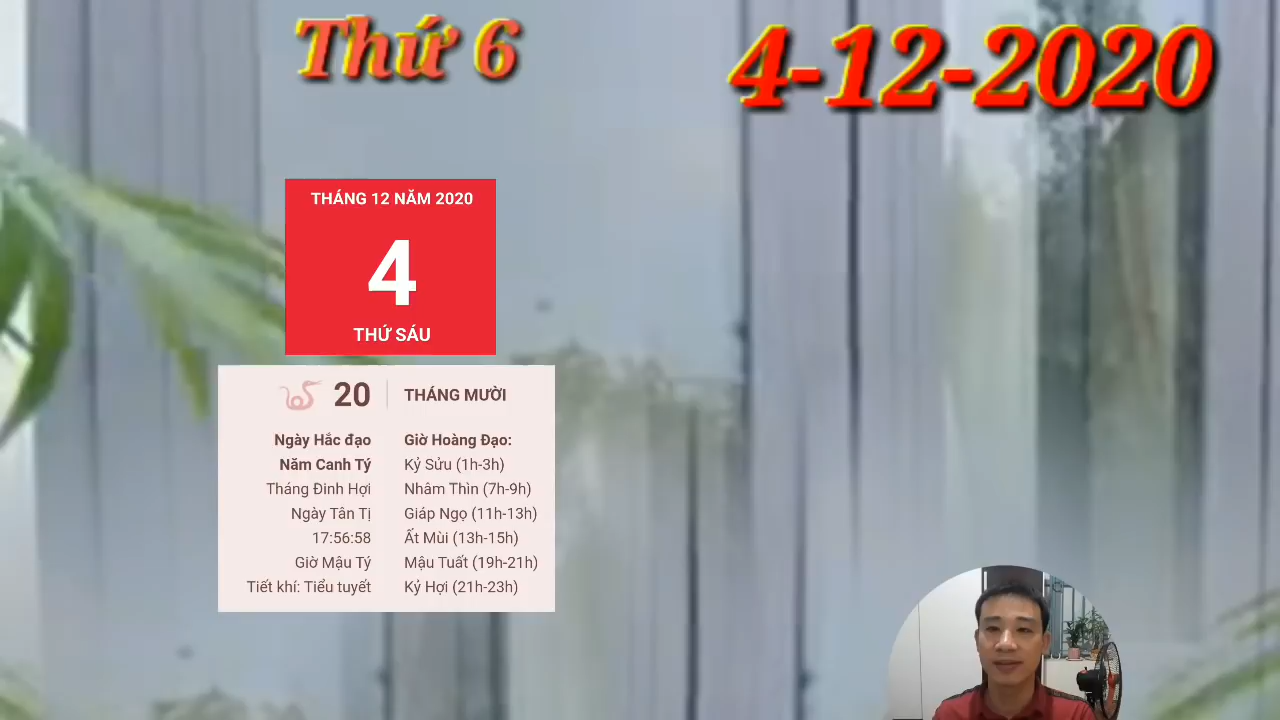 Thứ 6
4-12-2020
THÁNG 12 NĂM 2020
4
THỨ SÁU
20 THÁNG MƯỜI
Ngày Hắc đạo
Năm Canh Tý
Tháng Đinh Hợi
Ngày Tân Tị
17:56:58
Giờ Mậu Tý
Tiết khí: Tiểu tuyết
Giờ Hoàng Đạo:
Kỷ Sửu (1h-3h)
Nhâm Thìn (7h-9h)
Giáp Ngọ (11h-13h)
Ất Mùi (13h-15h)
Mậu Tuất (19h-21h)
Kỷ Hợi (21h-23h)